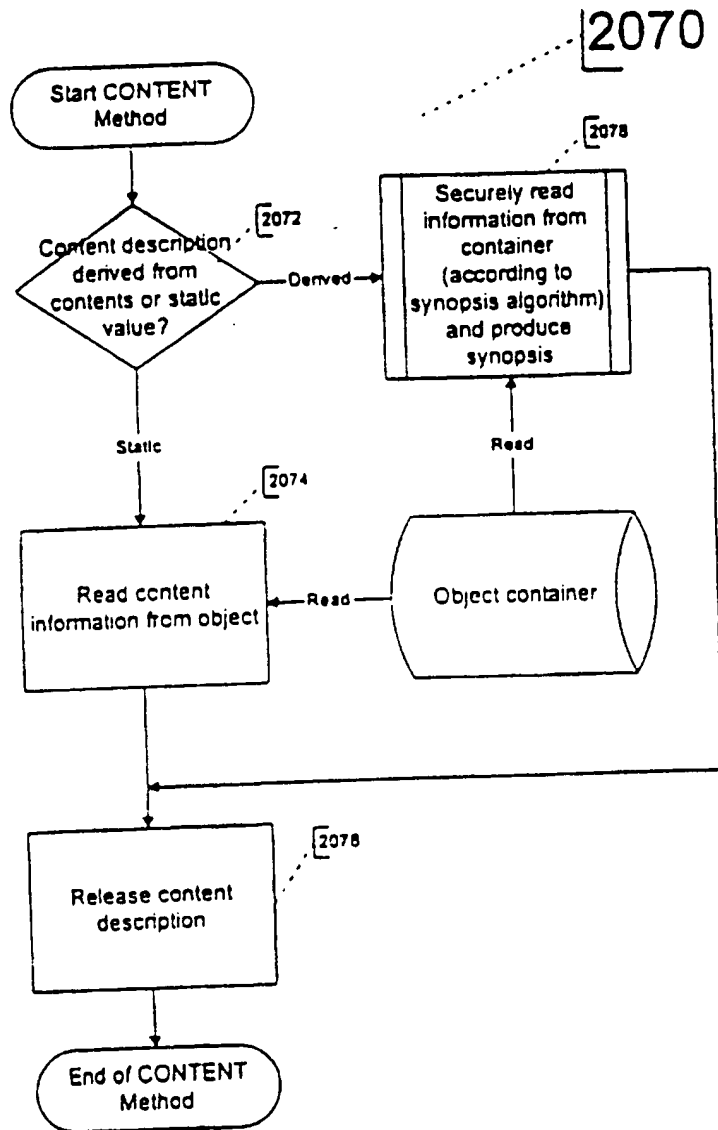 2070
Start CONTENT
Method
2078
Securely read
information from
container
(according to
synopsis algorithm)
and produce
synopsis
2072
Content description
derived from
contents or static
value?
Derived
Static
Read
2074
Read content
information from object
Read
Object container
2076
Release content
description
End of CONTENT
Method